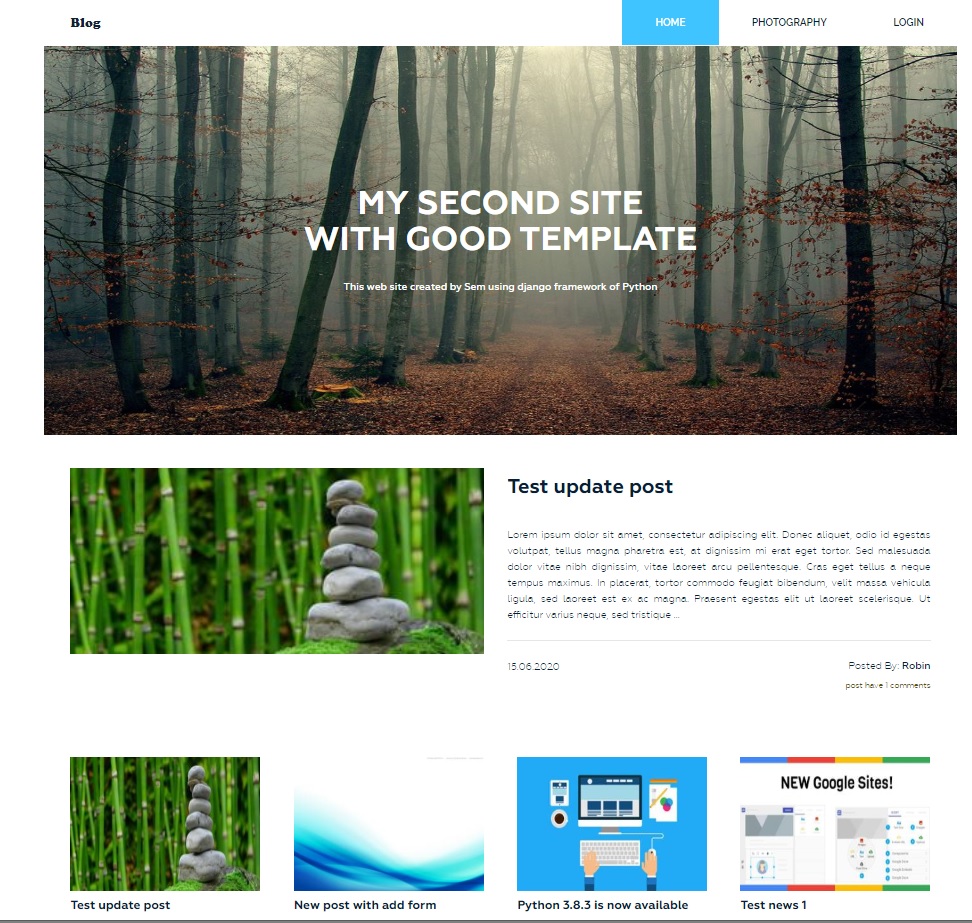 Blog
HOME
PHOTOGRAPHY
LOGIN
MY SECOND SITE
WITH GOOD TEMPLATE
This web site created by Sem using django framework of Python
Test update post
Lorem ipsum dolor sit amet, consectetur adipiscing elit. Donec aliquet, odio id egestas
volutpat, tellus magna pharetra est, at dignissim mi erat eget tortor. Sed malesuada
dolor vitae nibh dignissim, vitae laoreet arcu pellentesque. Cras eget tellus a neque
tempus maximus. In placerat, tortor commodo feugiat bibendum, velit massa vehicula
ligula, sed laoreet est ex ac magna. Praesent egestas elit ut laoreet scelerisque. Ut
efficitur varius neque, sed tristique ...
15.06.2020
Posted By: Robin
post have 1 comments
NEW Google Sites!
Test update post
New post with add form
Python 3.8.3 is now available
Test news 1